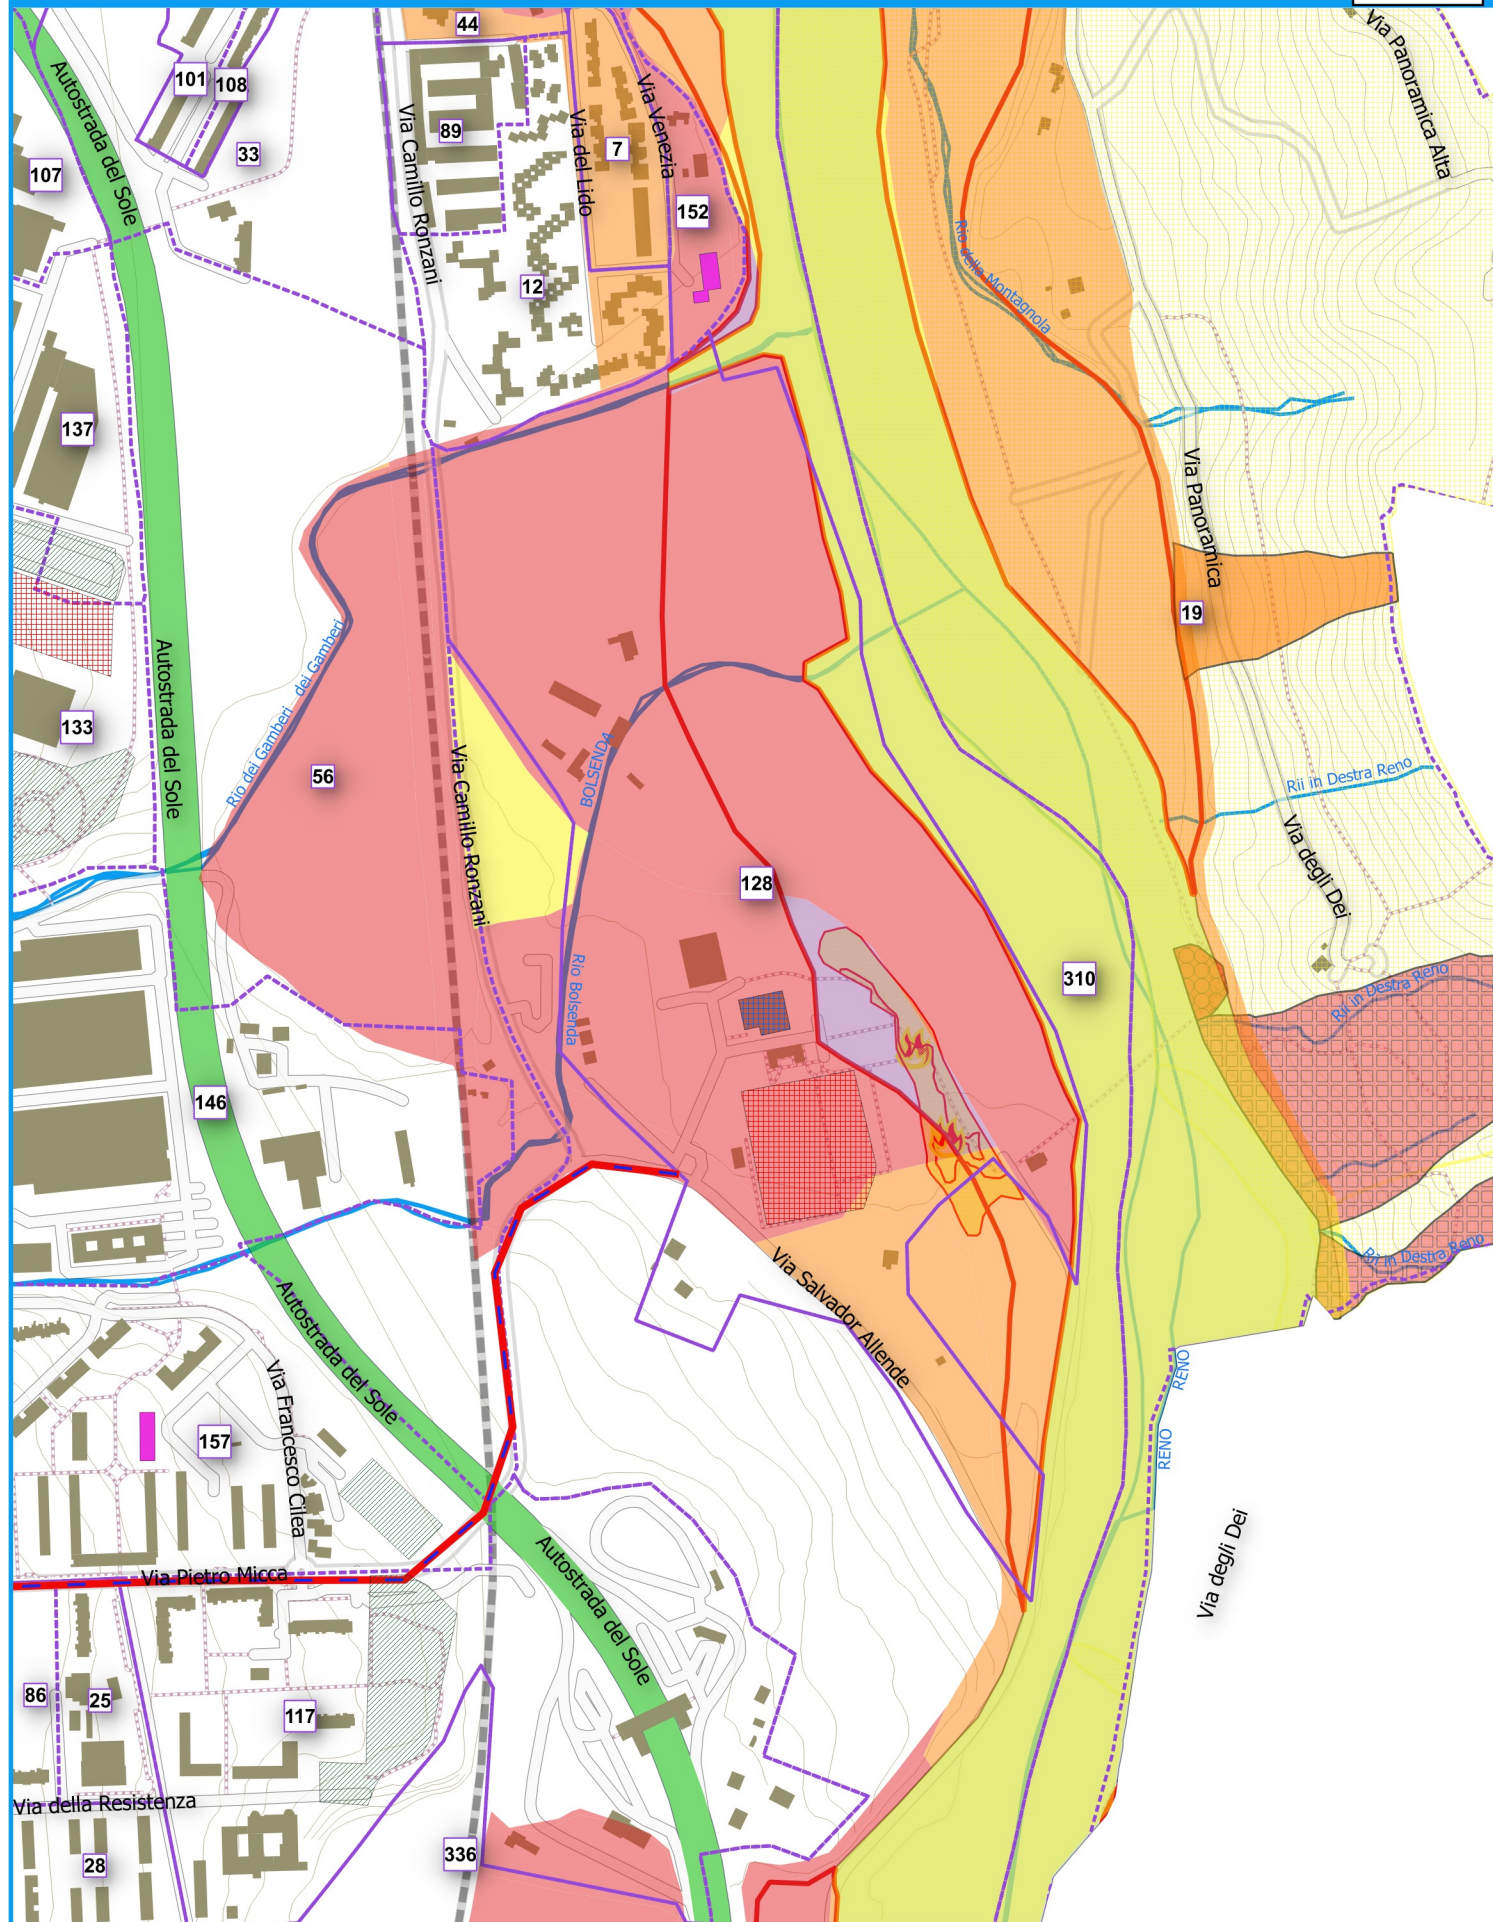 44
Via Panoramica Alta
101
108
Autostrada del Sole
Via Camillo Ronzani
89
Via del Lido
7
Via Venezia
33
107
152
Rio della Montagnola
12
137
Via Panoramica
19
Autostrada del Sole
Rio dei Gamberi
dei Gamberi
133
56
Via Camillo Ronzani
BOLSENDA
Rii in Destra Reno
Via degli Dei
128
310
Rio Bolsenda
Rii in Destra Reno
146
Rii in Destra Reno
Via Salvador Allende
Autostrada del Sole
Via Francesco Cilea
RENO
RENO
157
Via degli Dei
Autostrada del Sole
Via Pietro Micca
86
25
117
Via della Resistenza
336
28